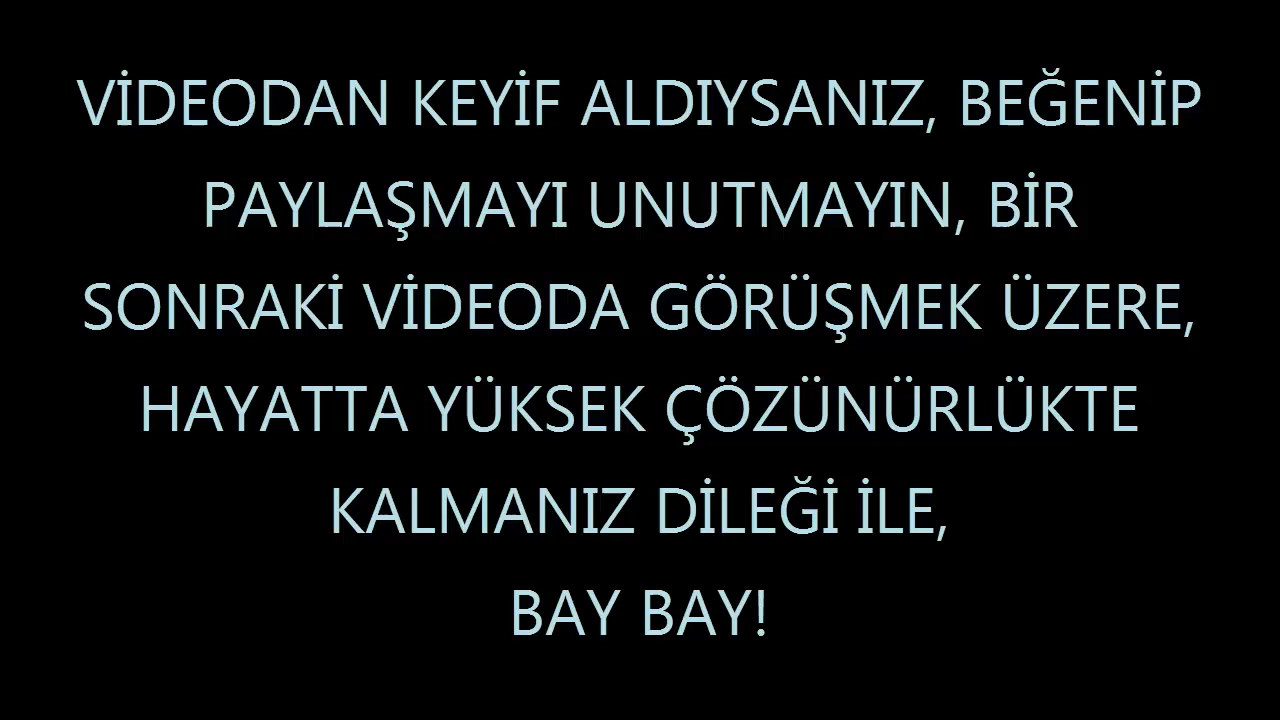 VİDEODAN KEYİF ALDIYSANIZ, BEĞENİP
PAYLAŞMAYI UNUTMAYIN, BİR
SONRAKİ VİDEODA GÖRÜŞMEK ÜZERE,
HAYATTA YÜKSEK ÇÖZÜNÜRLÜKTE
KALMANIZ DİLEĞİ İLE,
BAY BAY!